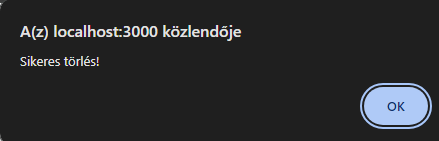 A(z) localhost:3000 közlendője
Sikeres törlés!
OK